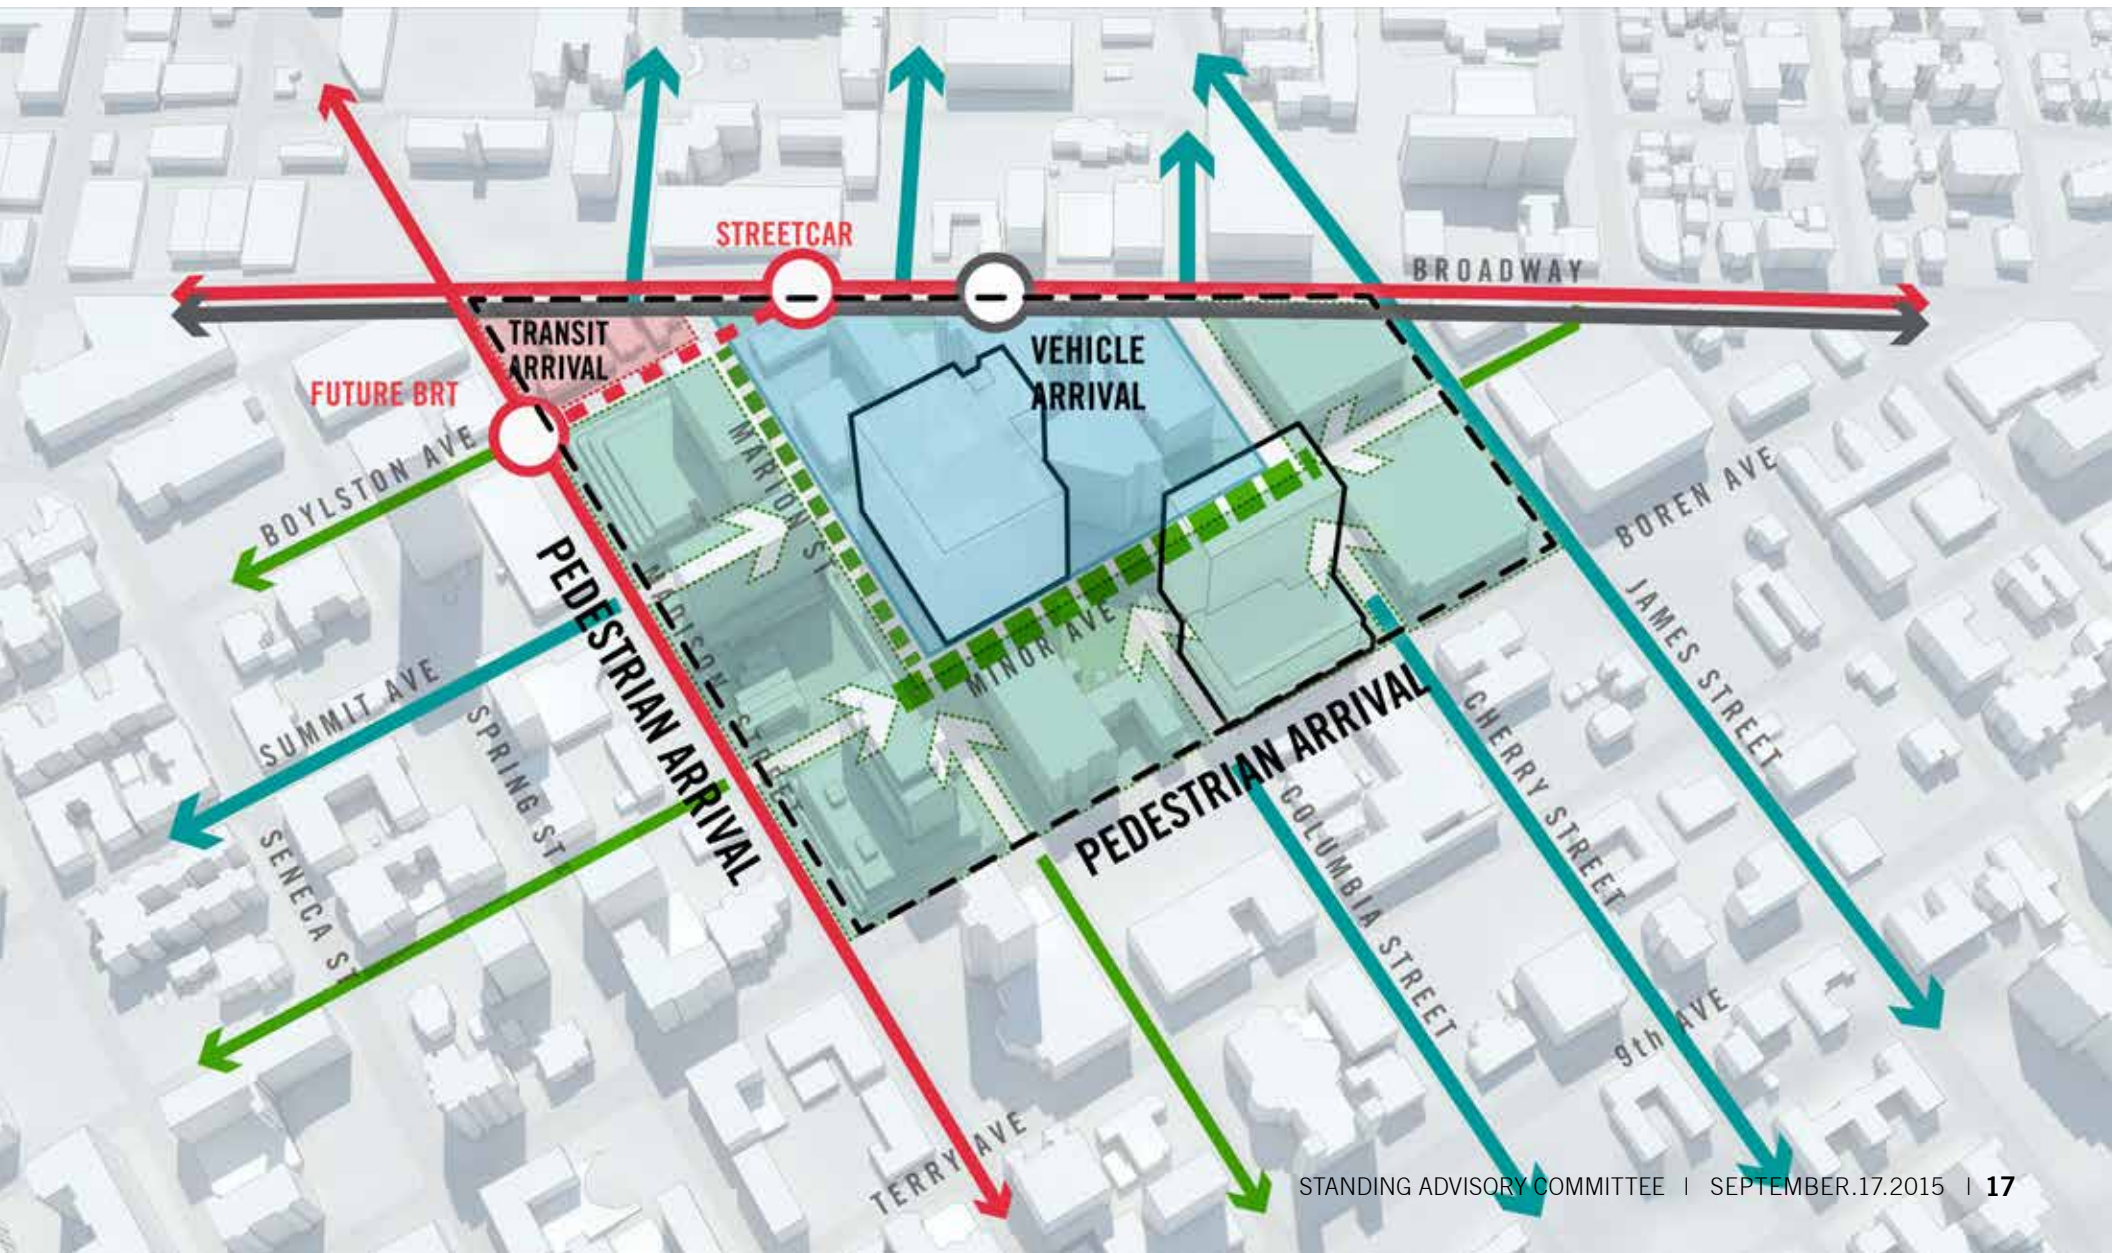 STREETCAR
BROADWAY
TRANSIT
ARRIVAL
VEHICLE
ARRIVAL
FUTURE BRT
BOYLSTON AVE
MARION ST
BOREN AVE
MADISON STREET
PEDESTRIAN ARRIVAL
MINOR AVE
JAMES STREET
SUMMIT AVE
SPRING ST
PEDESTRIAN ARRIVAL
CHERRY STREET
COLUMBIA STREET
SENECA ST
9th AVE
TERRY AVE
STANDING ADVISORY COMMITTEE | SEPTEMBER.17.2015 | 17